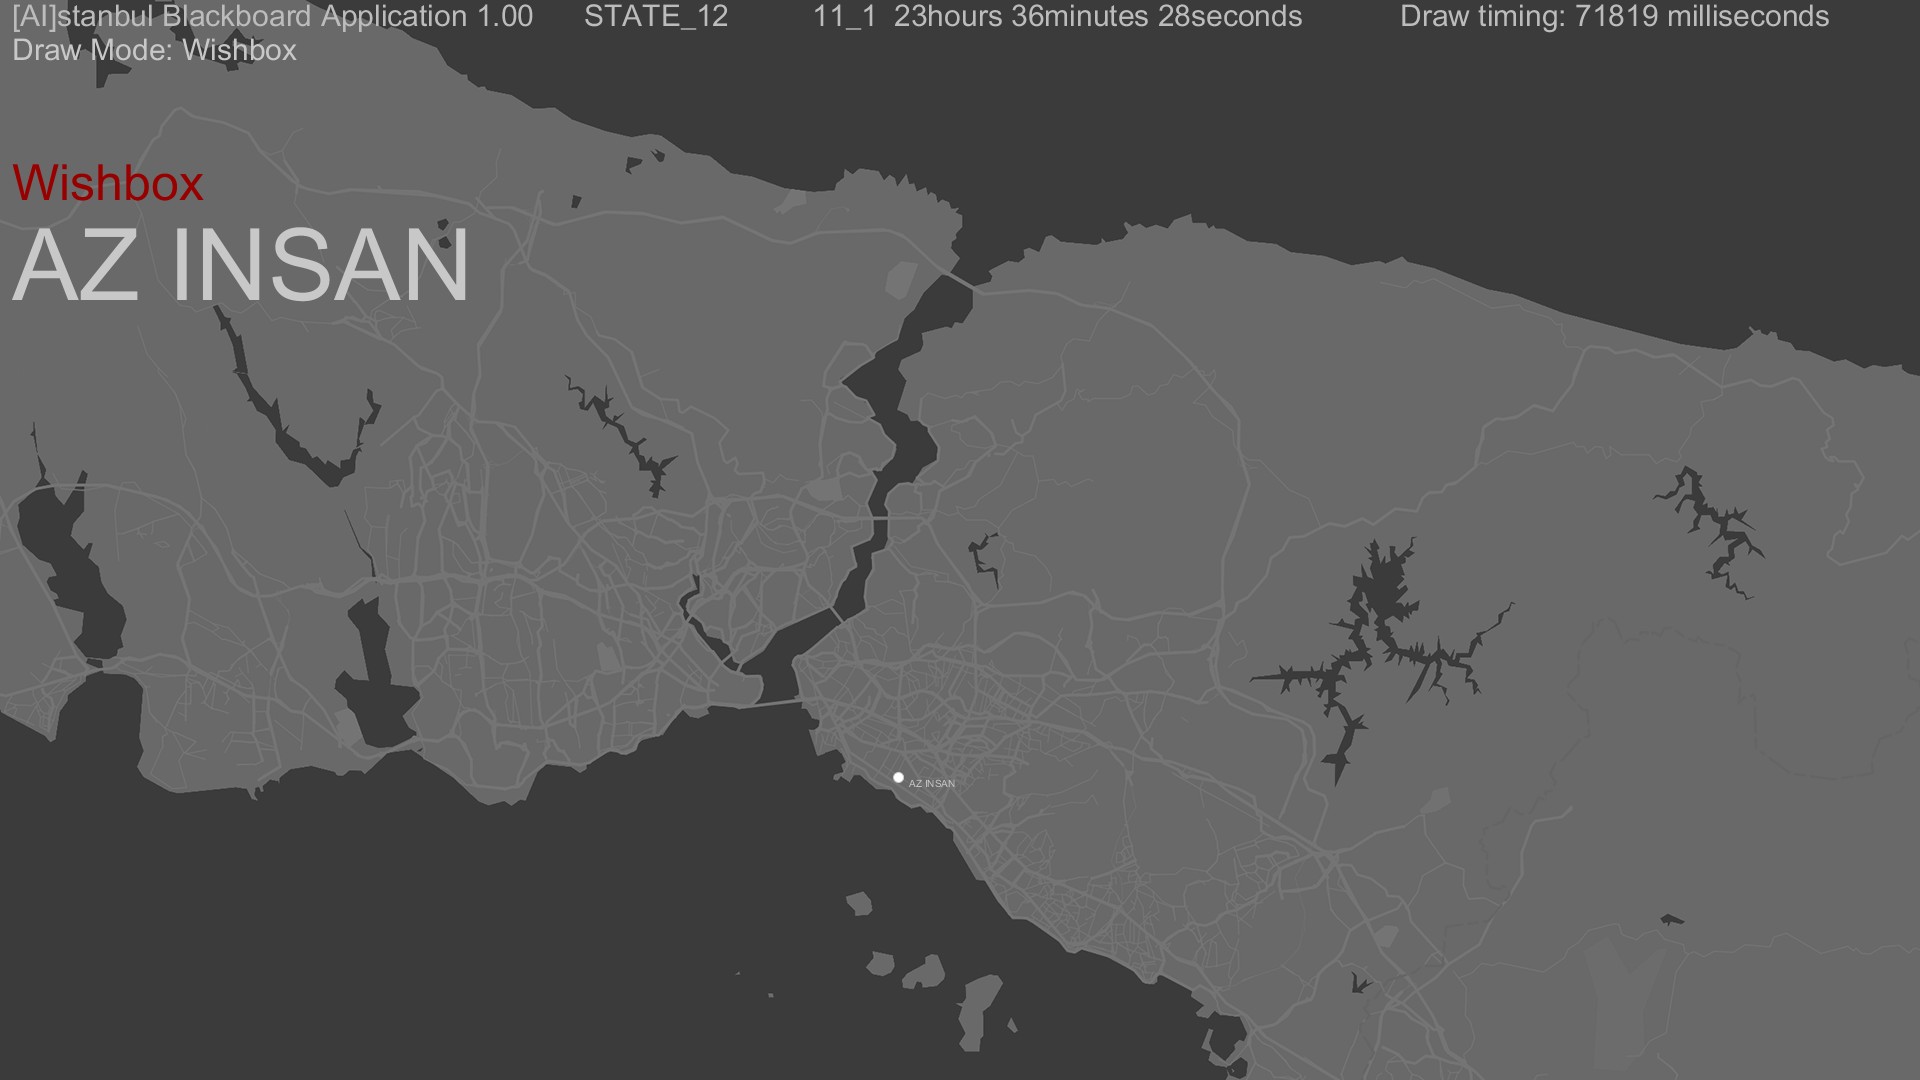 [AI]stanbul Blackboard Application 1.00 STATE_12 11_1 23hours 36minutes 28seconds Draw timing: 71819 milliseconds
Draw Mode: Wishbox
Wishbox
AZ INSAN
AZ INSAN